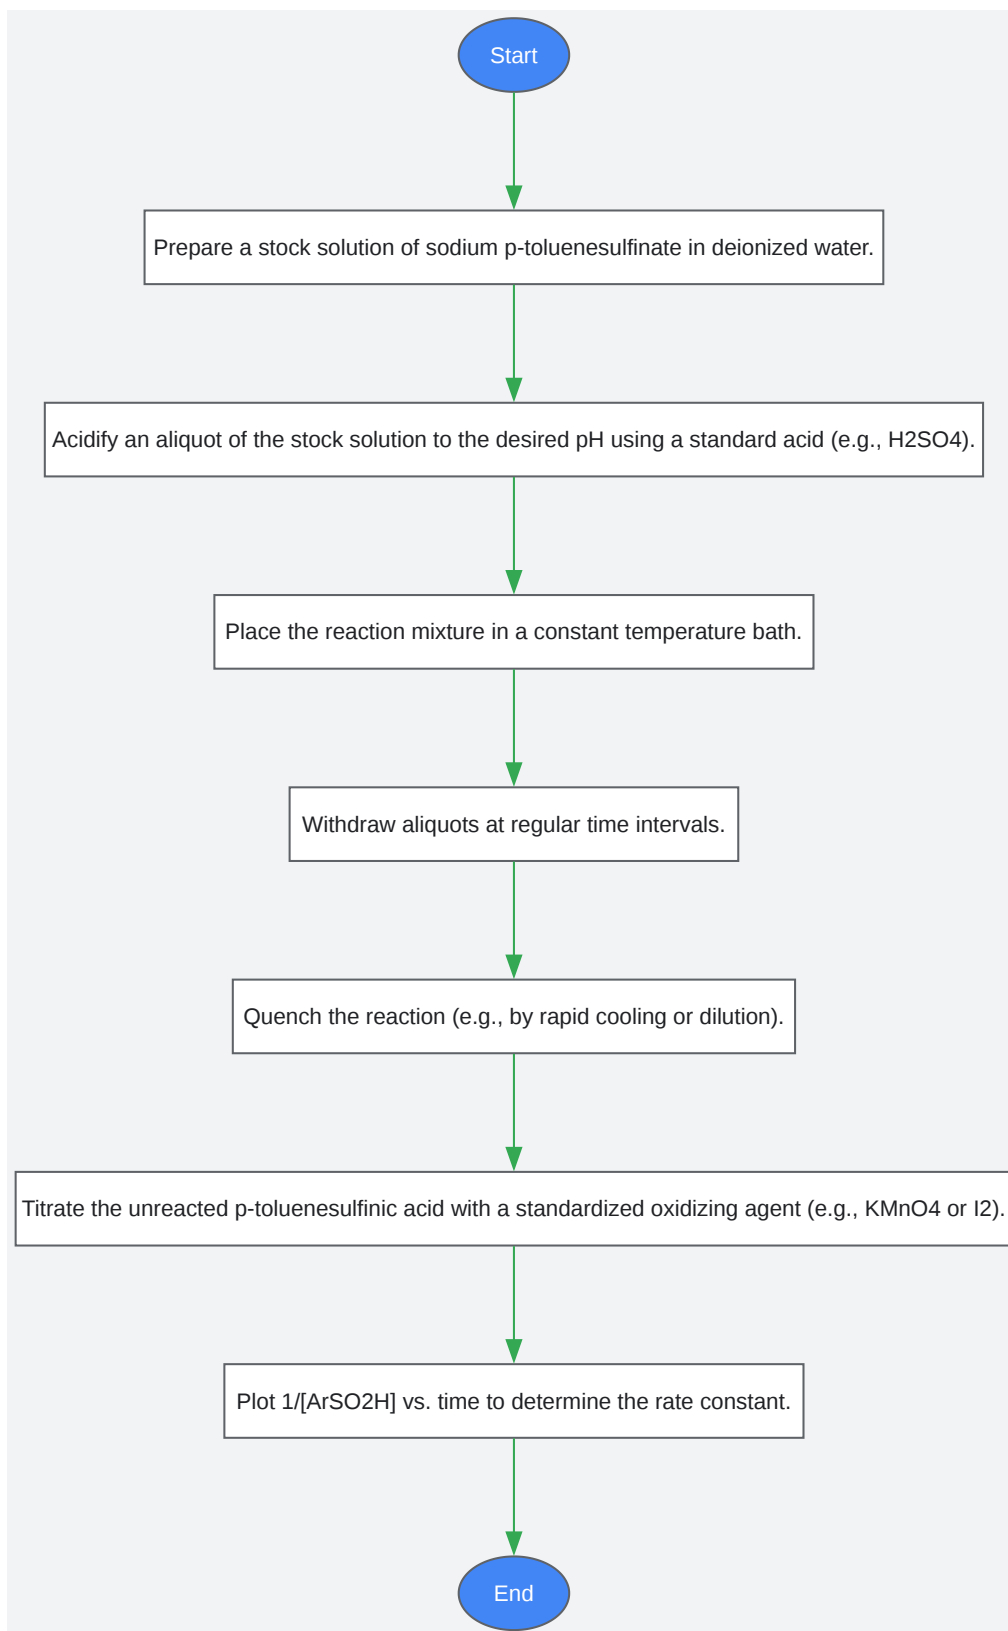 Start
Prepare a stock solution of sodium p-toluenesulfinate in deionized water.
Acidify an aliquot of the stock solution to the desired pH using a standard acid (e.g., H2SO4).
Place the reaction mixture in a constant temperature bath.
Withdraw aliquots at regular time intervals.
Quench the reaction (e.g., by rapid cooling or dilution).
Titrate the unreacted p-toluenesulfinic acid with a standardized oxidizing agent (e.g., KMnO4 or I2).
Plot 1/[ArSO2H] vs. time to determine the rate constant.
End